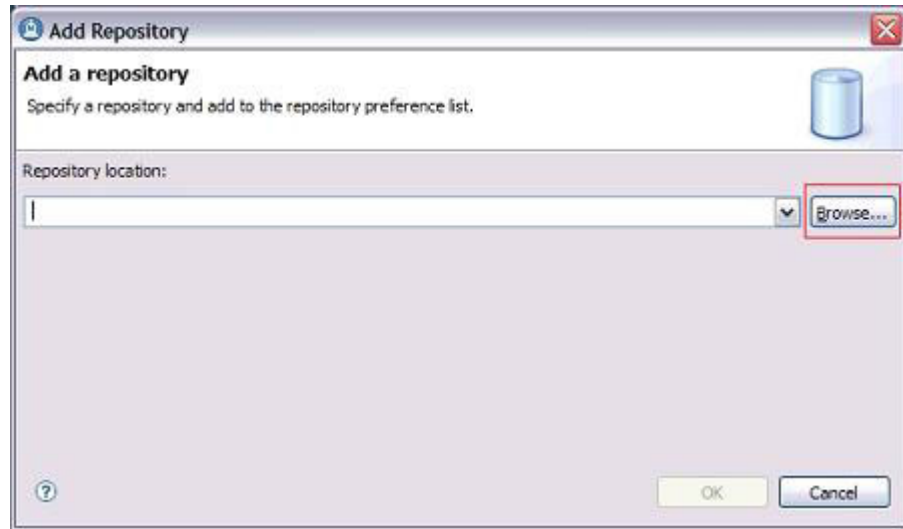 Add Repository
Add a repository
Specify a repository and add to the repository preference list.
Repository location:
Browse...
OK
Cancel